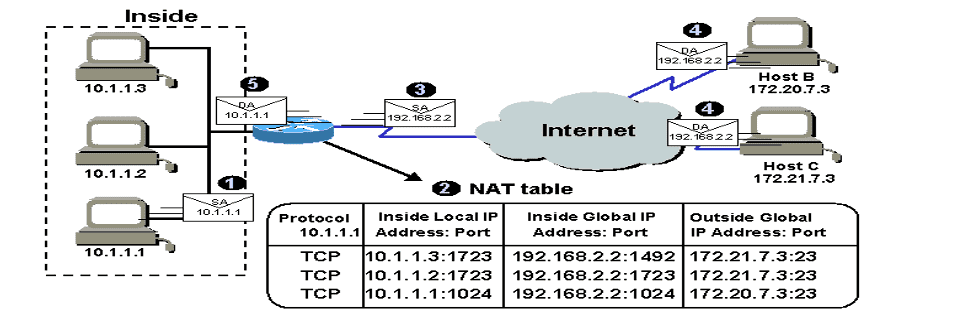 Inside
10.1.1.3
10.1.1.2
10.1.1.1
1
SA
10.1.1.1
5
DA
10.1.1.1
3
SA
192.168.2.2
Internet
4
DA
192.168.2.2
Host B
172.20.7.3
4
DA
192.168.2.2
Host C
172.21.7.3
2 NAT table
Protocol Inside Local IP Inside Global IP Outside Global
10.1.1.1 Address: Port Address: Port IP Address: Port
TCP 10.1.1.3:1723 192.168.2.2:1492 172.21.7.3:23
TCP 10.1.1.2:1723 192.168.2.2:1723 172.21.7.3:23
TCP 10.1.1.1:1024 192.168.2.2:1024 172.20.7.3:23